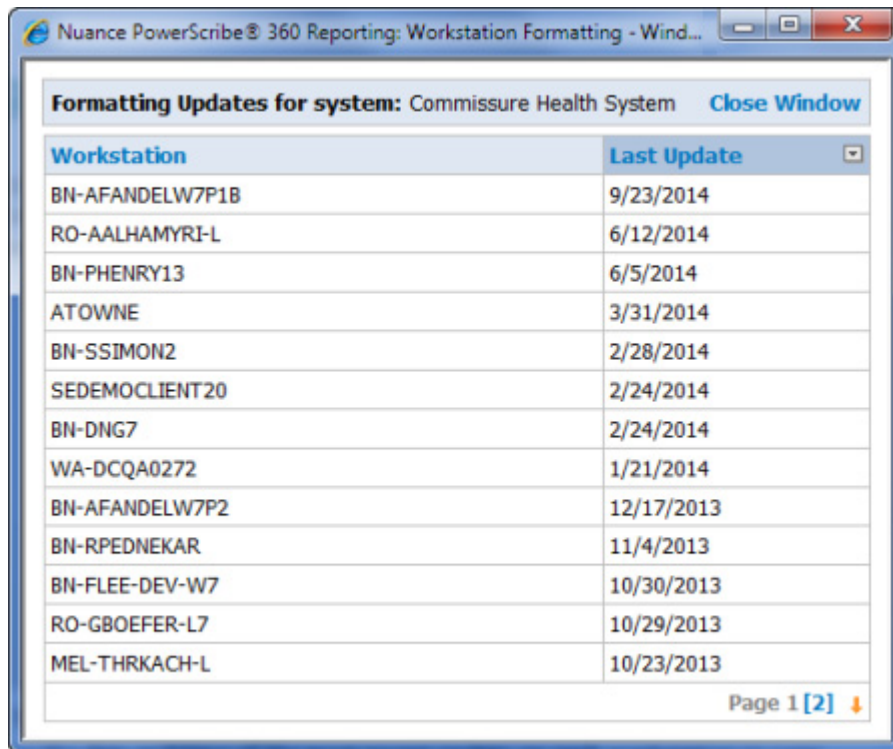 Nuance PowerScribe® 360 Reporting: Workstation Formatting - Wind...
Formatting Updates for system: Commissure Health System Close Window
Workstation Last Update
BN-AFANDELW7P1B 9/23/2014
RO-AALHAMYRI-L 6/12/2014
BN-PHENRY13 6/5/2014
ATOWNE 3/31/2014
BN-SSIMON2 2/28/2014
SEDEMOCLIENT20 2/24/2014
BN-DNG7 2/24/2014
WA-DCQA0272 1/21/2014
BN-AFANDELW7P2 12/17/2013
BN-RPEDNEKAR 11/4/2013
BN-FLEE-DEV-W7 10/30/2013
RO-GBOEFER-L7 10/29/2013
MEL-THRKACH-L 10/23/2013
Page 1 [2]